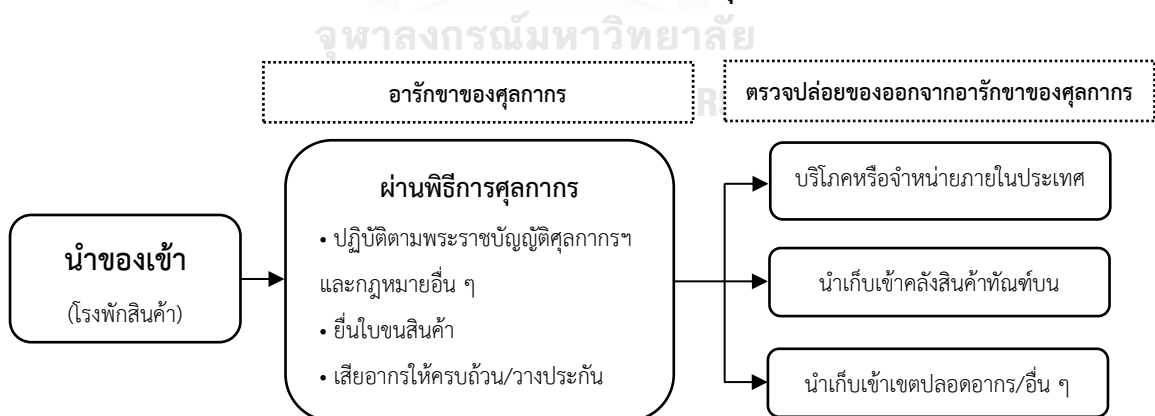 จุฬาลงกรณ์มหาวิทยาลัย
อารักขาของศุลกากร
ตรวจปล่อยของออกจากอารักขาของศุลกากร
นำของเข้า
(โรงพักสินค้า)
ผ่านพิธีการศุลกากร
• ปฏิบัติตามพระราชบัญญัติศุลกากรฯ
และกฎหมายอื่น ๆ
• ยื่นใบขนสินค้า
• เสียอากรให้ครบถ้วน/วางประกัน
บริโภคหรือจำหน่ายภายในประเทศ
นำเก็บเข้าคลังสินค้าทัณฑ์บน
นำเก็บเข้าเขตปลอดอากร/อื่น ๆ